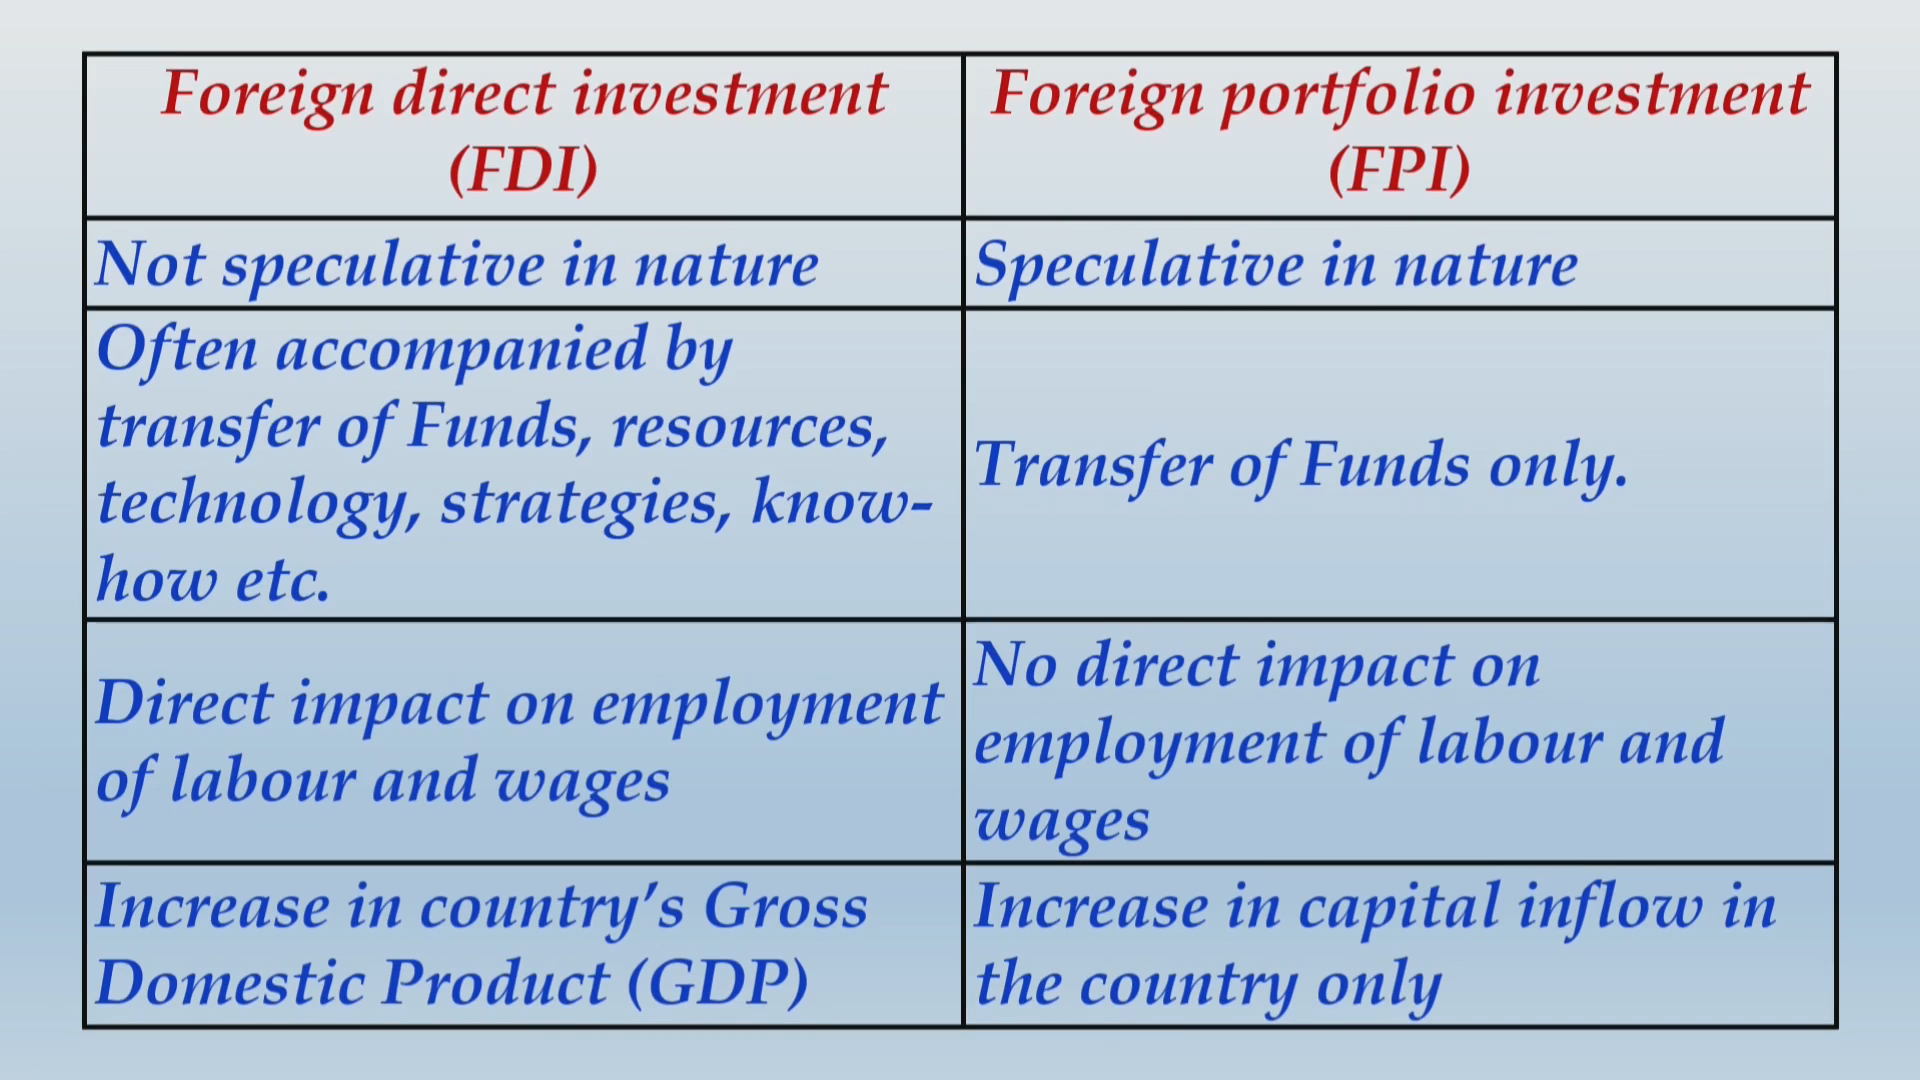 Foreign direct investment
(FDI)
Foreign portfolio investment
(FPI)
Not speculative in nature
Speculative in nature
Often accompanied by
transfer of Funds, resources,
technology, strategies, know-
how etc.
Transfer of Funds only.
Direct impact on employment
of labour and wages
No direct impact on
employment of labour and
wages
Increase in country’s Gross
Domestic Product (GDP)
Increase in capital inflow in
the country only